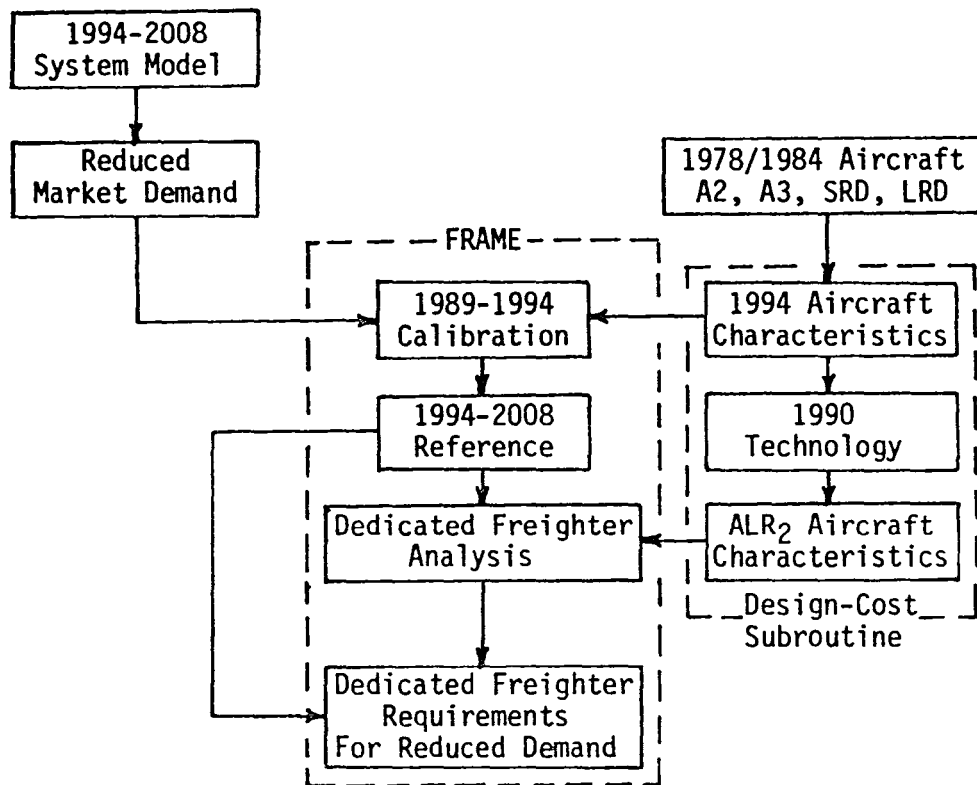 1994-2008
System Model
Reduced
Market Demand
1978/1984 Aircraft
A2, A3, SRD, LRD
FRAME
1989-1994
Calibration
1994 Aircraft
Characteristics
1994-2008
Reference
1990
Technology
Dedicated Freighter
Analysis
ALR2 Aircraft
Characteristics
Design-Cost
Subroutine
Dedicated Freighter
Requirements
For Reduced Demand